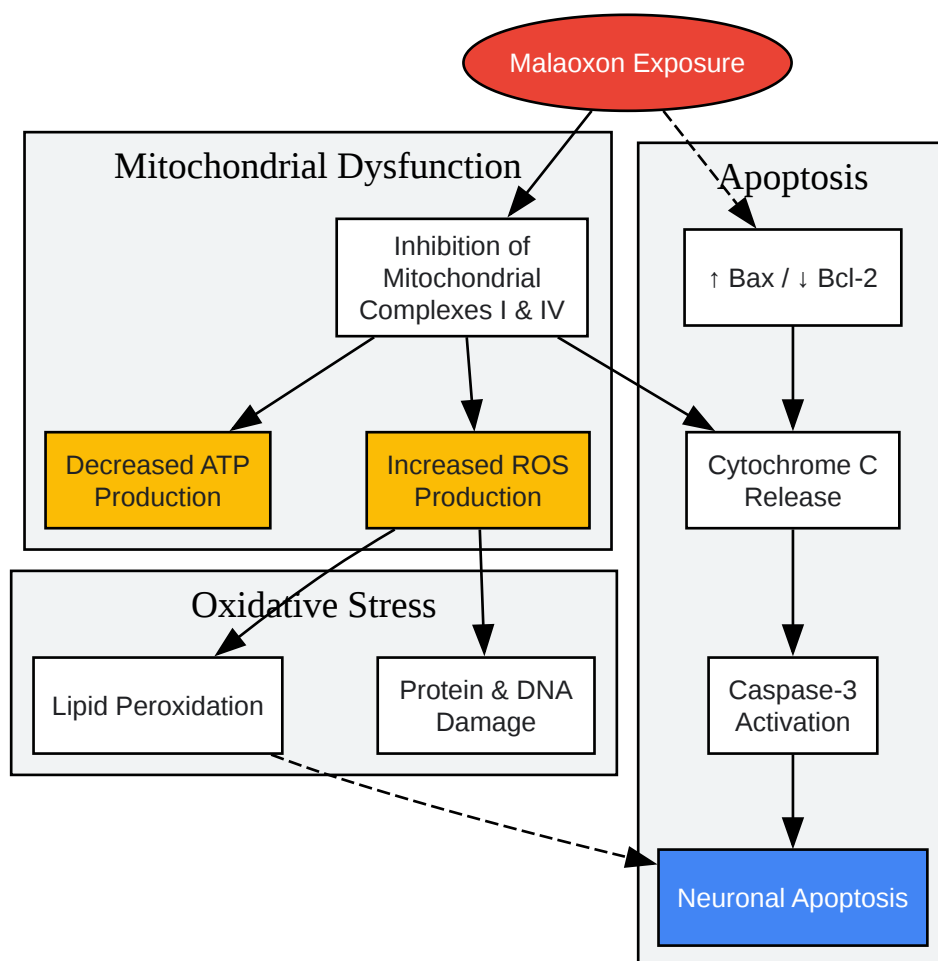 Malaoxon Exposure
Mitochondrial Dysfunction
Apoptosis
Inhibition of
Mitochondrial
Complexes I & IV
↑ Bax / ↓ Bcl-2
Decreased ATP
Production
Increased ROS
Production
Cytochrome C
Release
Oxidative Stress
Lipid Peroxidation
Protein & DNA
Damage
Caspase-3
Activation
Neuronal Apoptosis